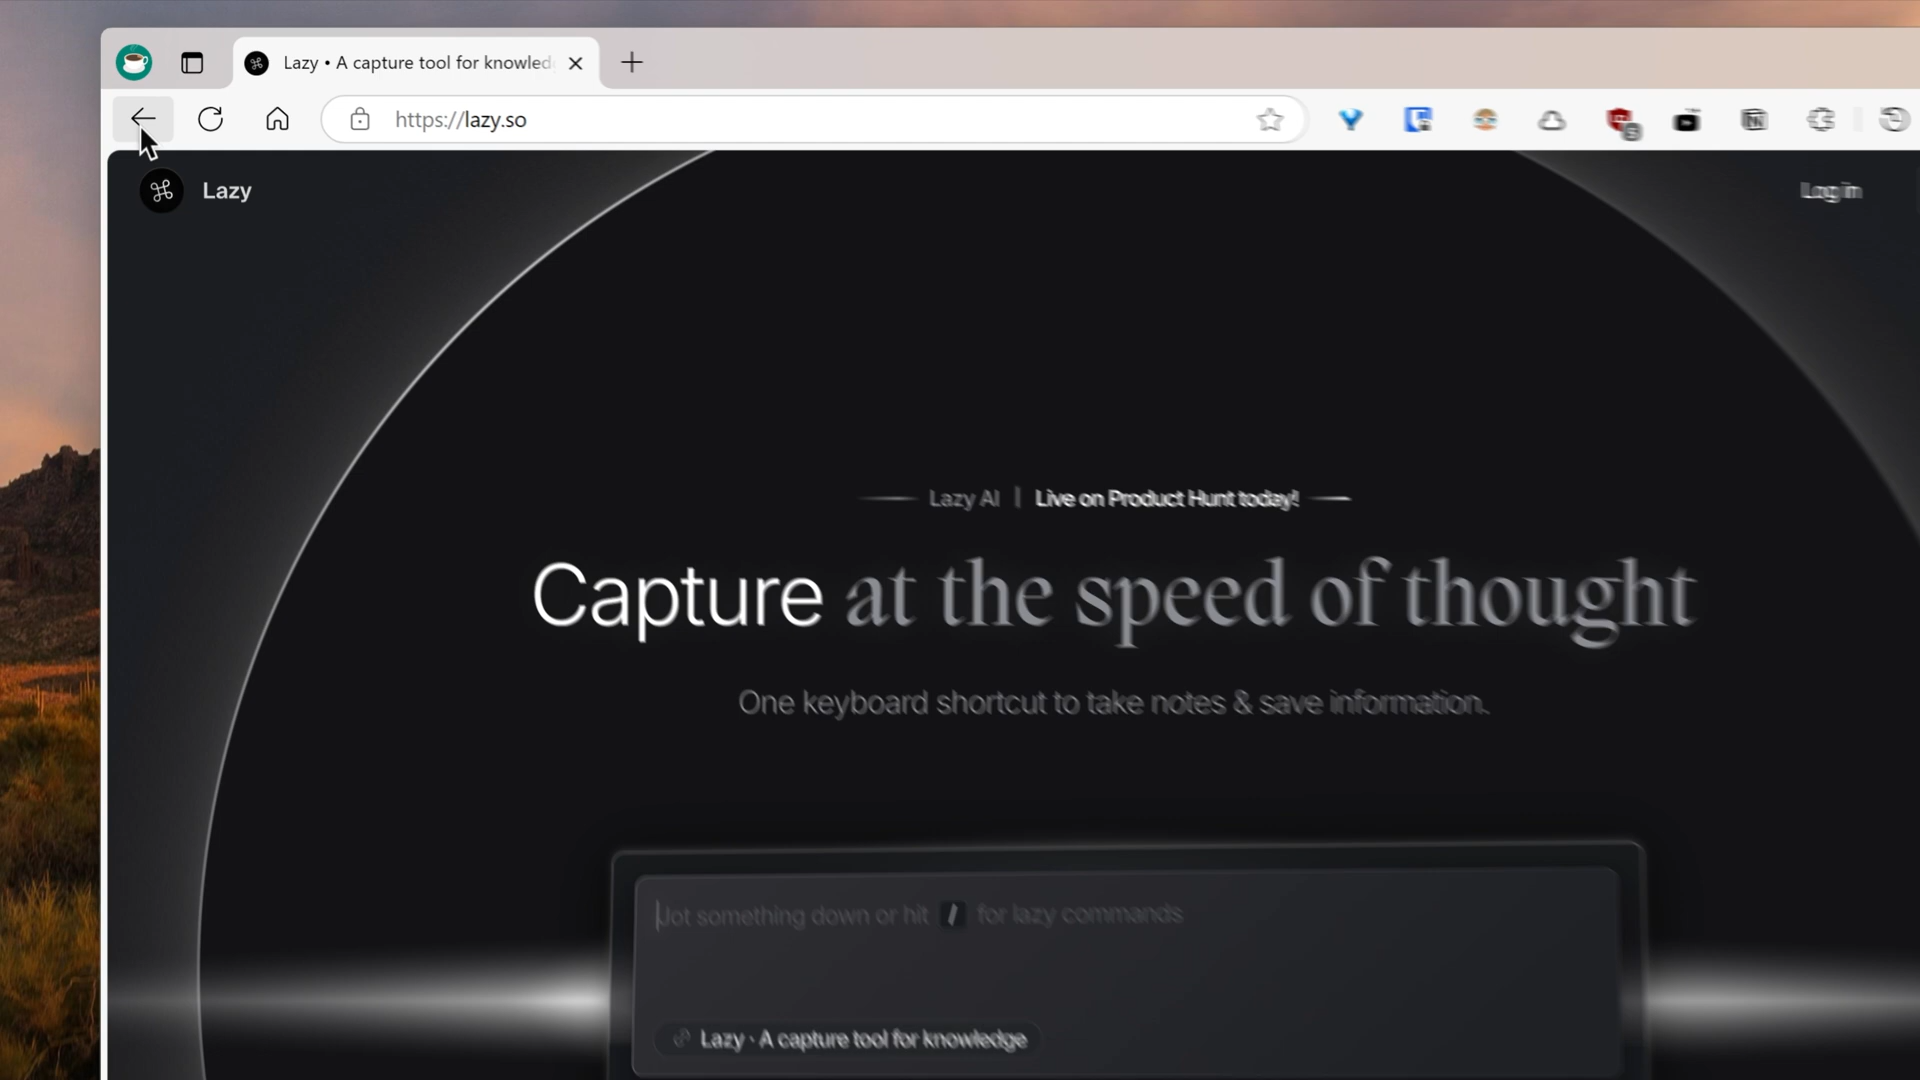 Lazy • A capture tool for knowled
https://lazy.so
Lazy
Log in
Lazy AI | Live on Product Hunt today!
Capture at the speed of thought
One keyboard shortcut to take notes & save information.
Jot something down or hit / for lazy commands
Lazy · A capture tool for knowledge